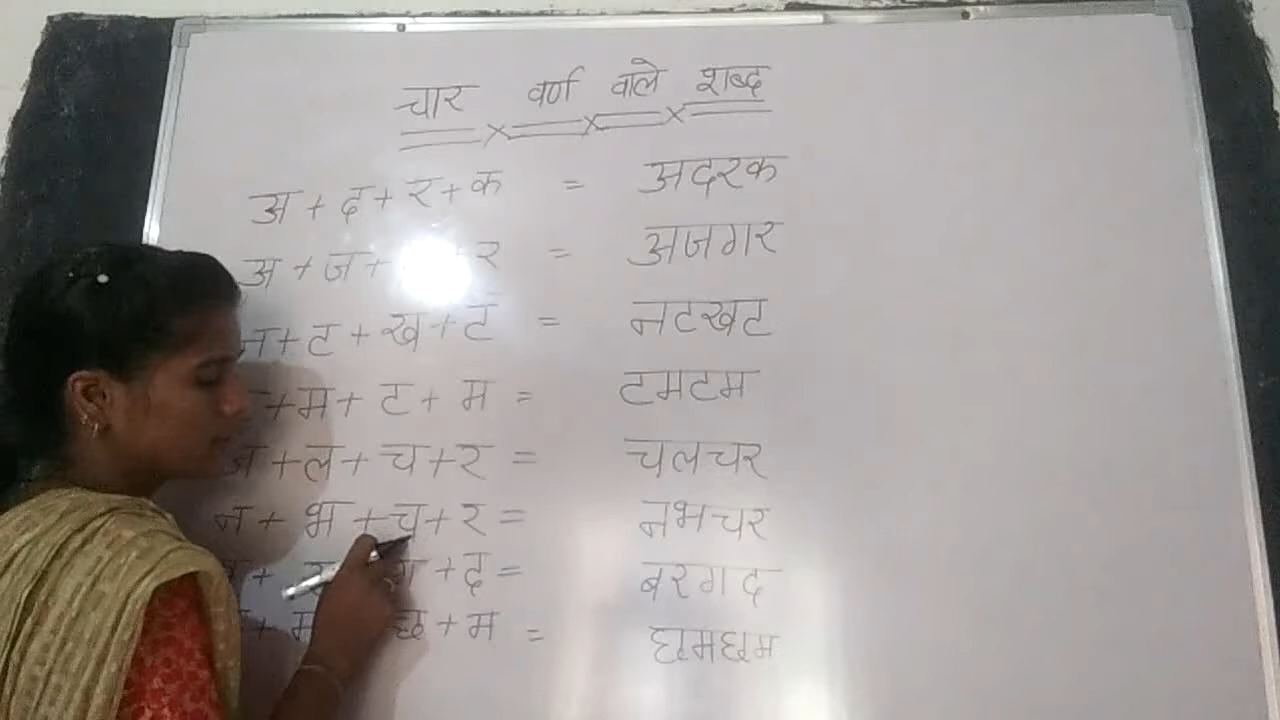 चार वर्ण वाले शब्द
अ + द + र + क = अदरक
अ + ज + + र = अजगर
न + ट + ख + ट = नटखट
+ म + ट + म = टमटम
ज + ल + च + र = चलचर
न + भ + च + र = नभचर
+ ग + द = बरगद
+ म छ + म = छमछम